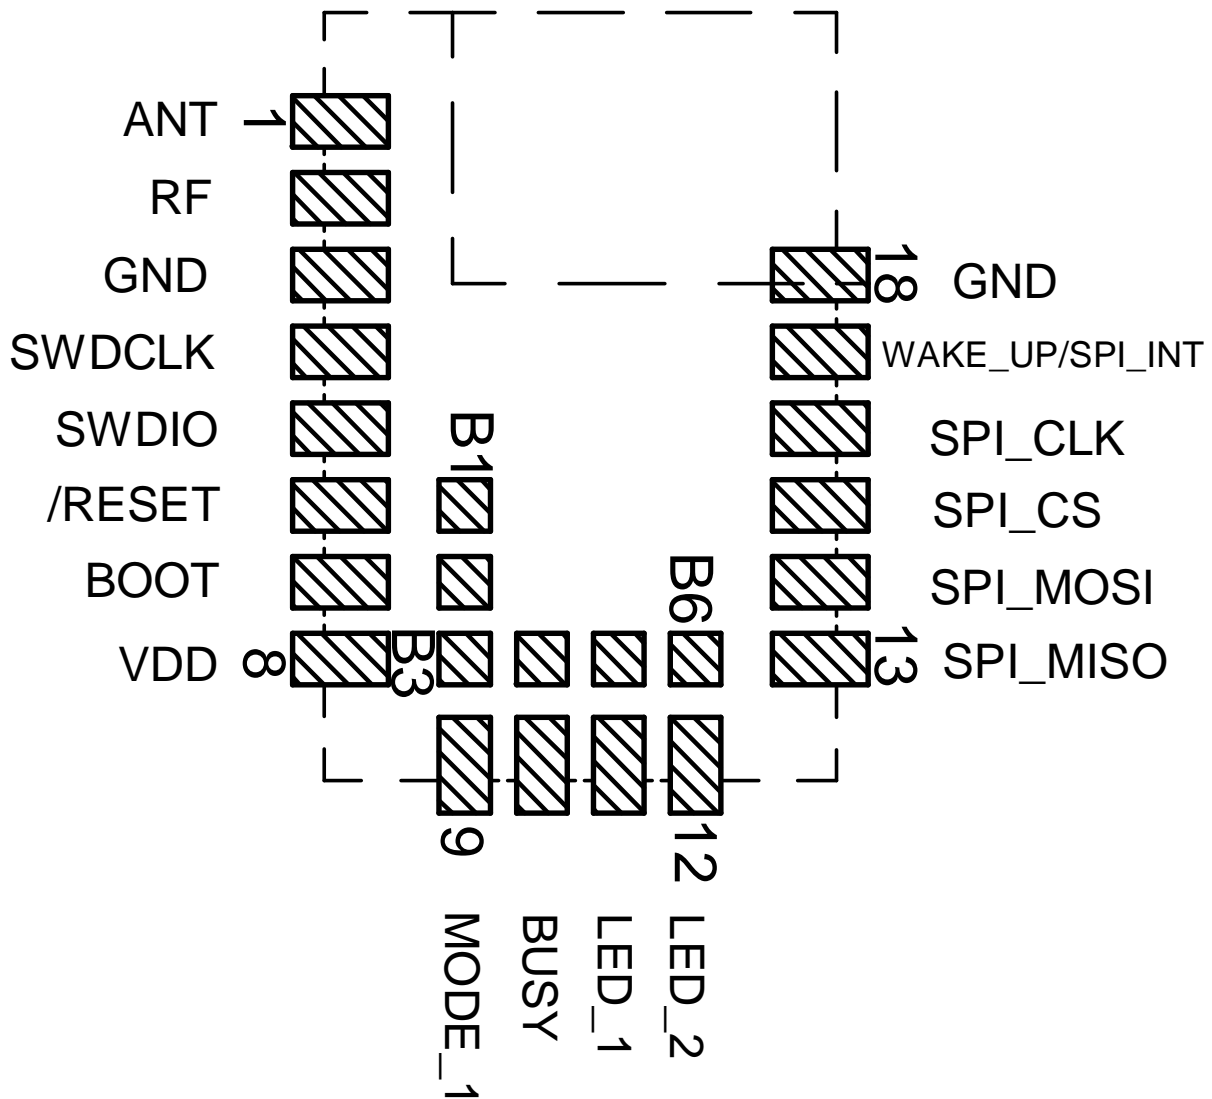 ANT 1
RF
GND
SWDCLK
SWDIO
/RESET
BOOT
VDD 8
B1
B3
B6
18 GND
WAKE_UP/SPI_INT
SPI_CLK
SPI_CS
SPI_MOSI
13 SPI_MISO
9
12
MODE_1
BUSY
LED_1
LED_2